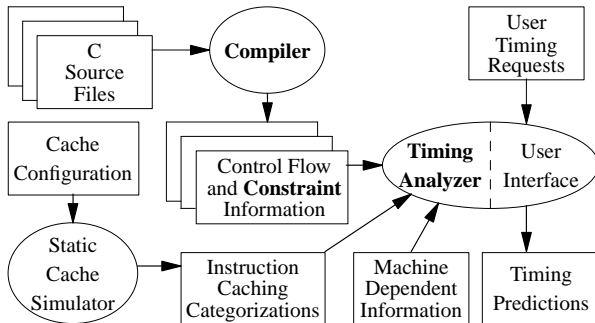 C
Source
Files
Compiler
User
Timing
Requests
Cache
Configuration
Control Flow
and Constraint
Information
Timing
Analyzer
User
Interface
Static
Cache
Simulator
Instruction
Caching
Categorizations
Machine
Dependent
Information
Timing
Predictions